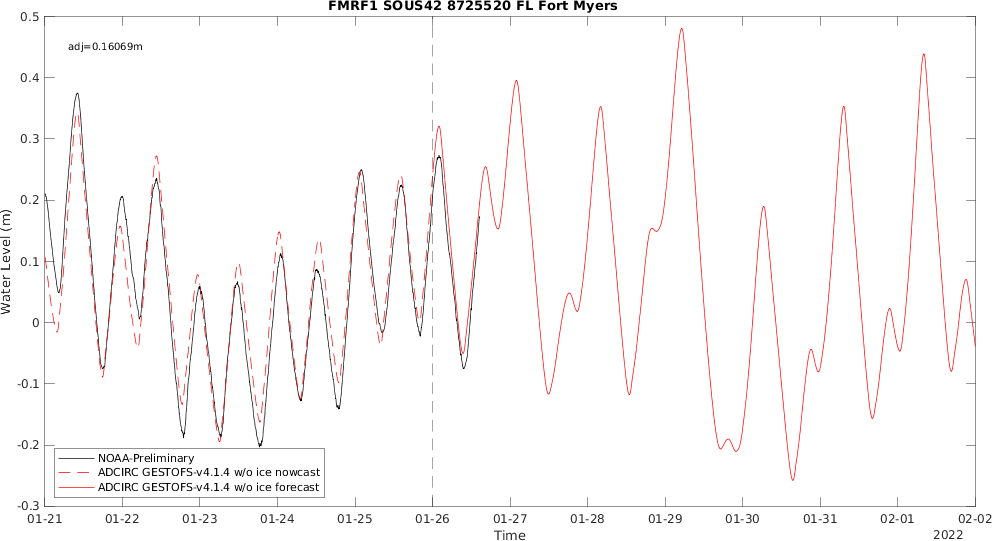 FMRF1 SOUS42 8725520 FL Fort Myers
adj=0.16069m
0.5
0.4
0.3
0.2
0.1
0
-0.1
-0.2
-0.3
Water Level (m)
NOAA-Preliminary
ADCIRC GESTOFS-v4.1.4 w/o ice nowcast
ADCIRC GESTOFS-v4.1.4 w/o ice forecast
01-21 01-22 01-23 01-24 01-25 01-26 01-27 01-28 01-29 01-30 01-31 02-01 02-02
Time
2022